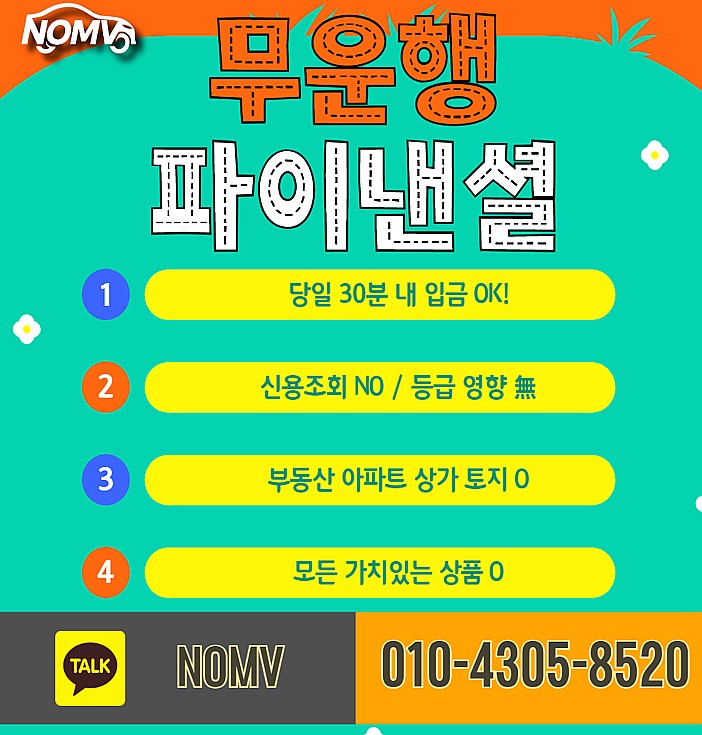 NOMV
무운행
파이낸셜
1 당일 30분 내 입금 OK!
2 신용조회 NO / 등급 영향 無
3 부동산 아파트 상가 토지 O
4 모든 가치있는 상품 O
TALK NOMV 010-4305-8520